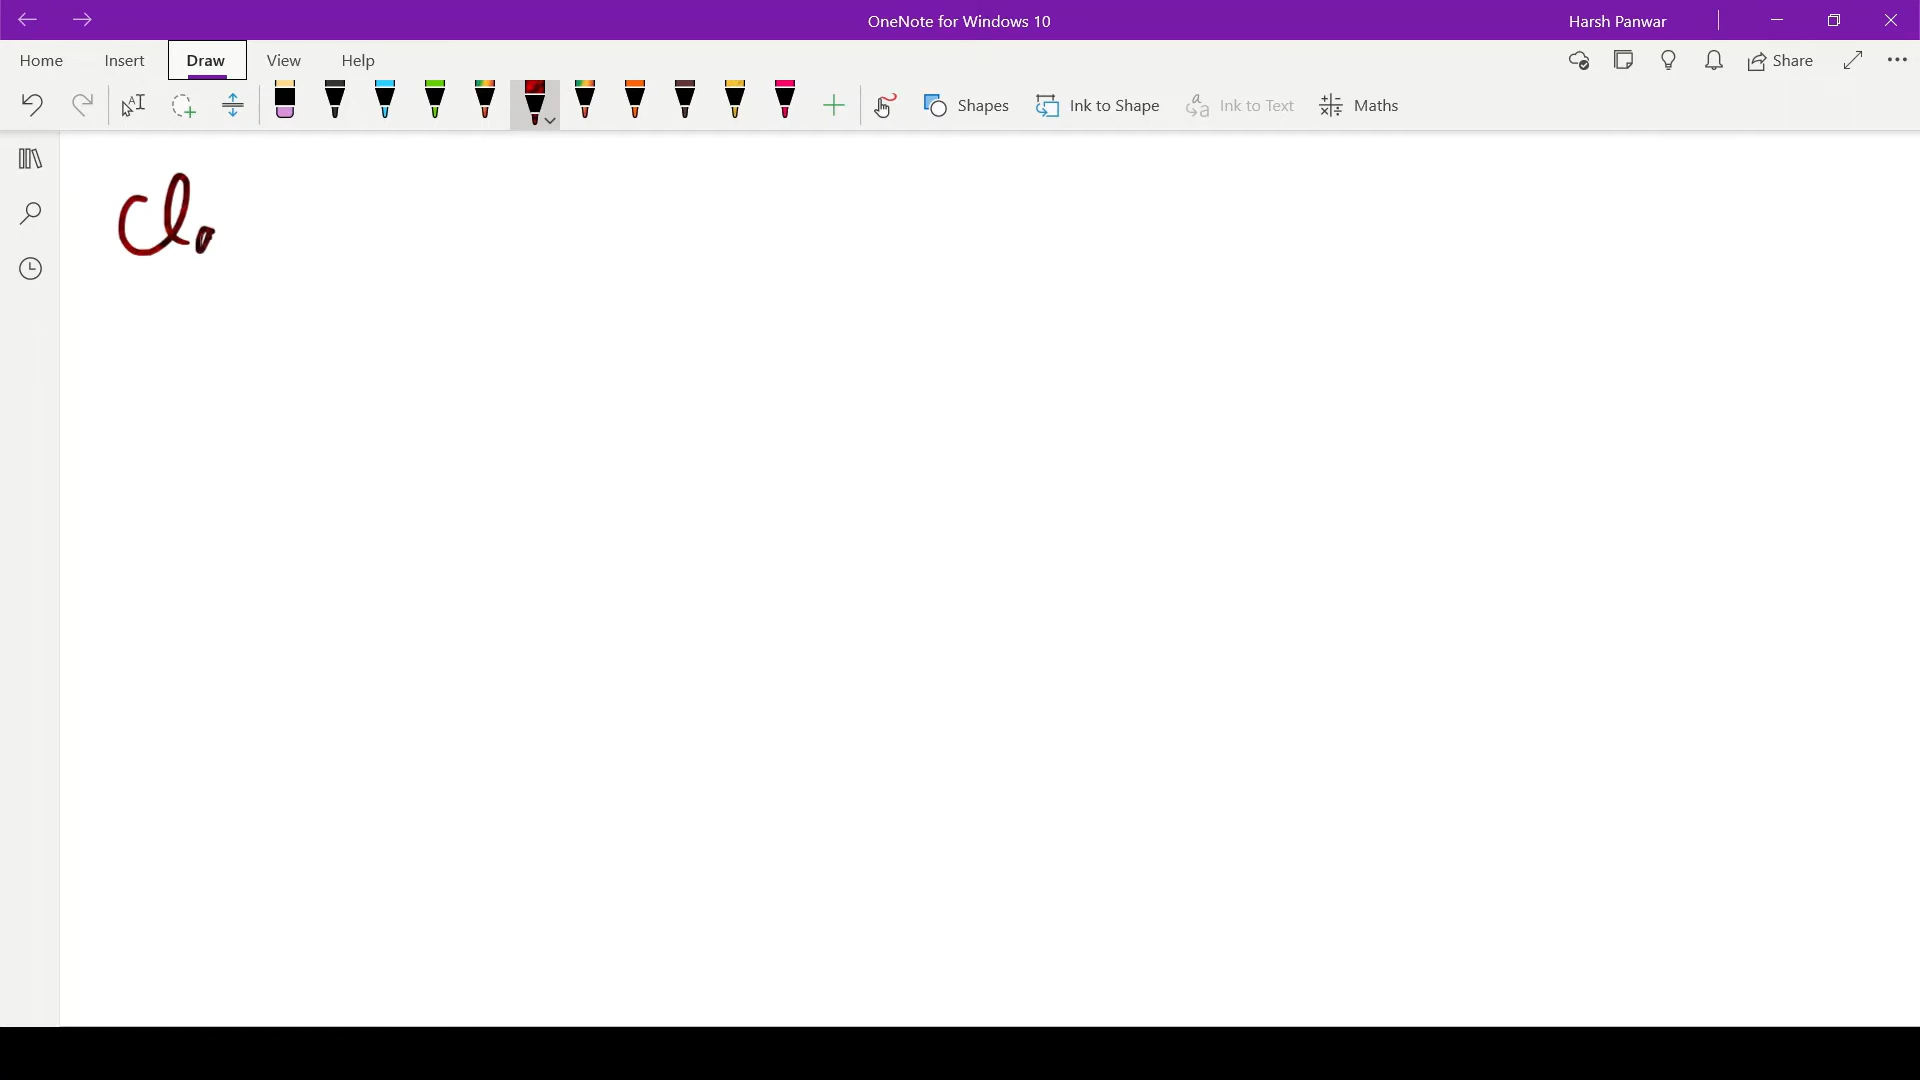 OneNote for Windows 10
Harsh Panwar
Home Insert Draw View Help
Share
Shapes Ink to Shape Ink to Text Maths
Cla